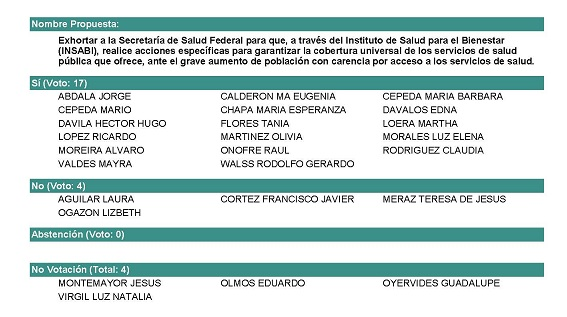 Nombre Propuesta:
Exhortar a la Secretaría de Salud Federal para que, a través del Instituto de Salud para el Bienestar
(INSABI), realice acciones específicas para garantizar la cobertura universal de los servicios de salud
pública que ofrece, ante el grave aumento de población con carencia por acceso a los servicios de salud.
Sí (Voto: 17)
ABDALA JORGE CALDERON MA EUGENIA CEPEDA MARIA BARBARA
CEPEDA MARIO CHAPA MARIA ESPERANZA DAVALOS EDNA
DAVILA HECTOR HUGO FLORES TANIA LOERA MARTHA
LOPEZ RICARDO MARTINEZ OLIVIA MORALES LUZ ELENA
MOREIRA ALVARO ONOFRE RAUL RODRIGUEZ CLAUDIA
VALDES MAYRA WALSS RODOLFO GERARDO
No (Voto: 4)
AGUILAR LAURA CORTEZ FRANCISCO JAVIER MERAZ TERESA DE JESUS
OGAZON LIZBETH
Abstención (Voto: 0)
No Votación (Total: 4)
MONTEMAYOR JESUS OLMOS EDUARDO OYERVIDES GUADALUPE
VIRGIL LUZ NATALIA